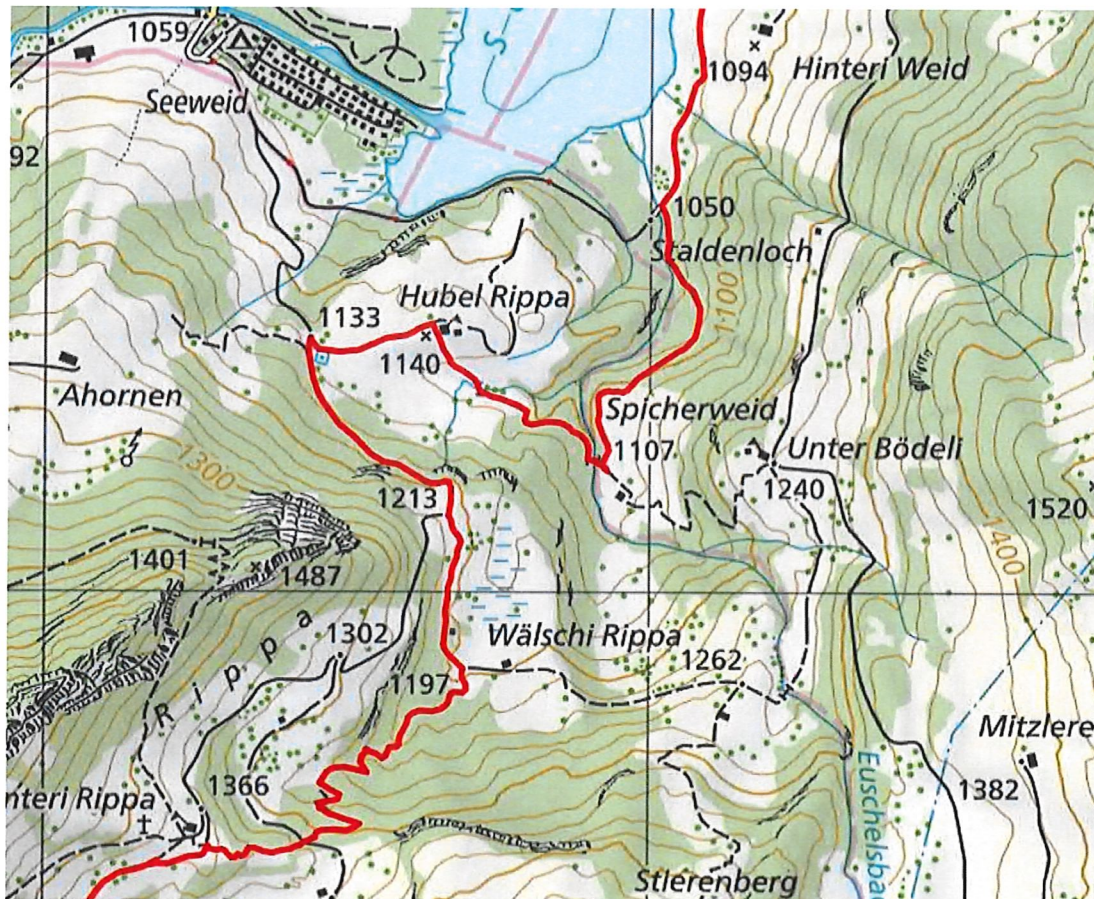 1059
S
1094
Hinteri Weid
Seeweid
92
1050
Staldenloch
1100
Hubel Rippa
1133
1140
Ahornen
Spicherweid
1107
Unter Bödeli
1300
1213
1240
1520
1400
1401
1487
Rippa
1302
Wälschi Rippa
1262
1197
Mitzlere
1366
1382
nteri Rippa
Euschelsba
Stierenberg